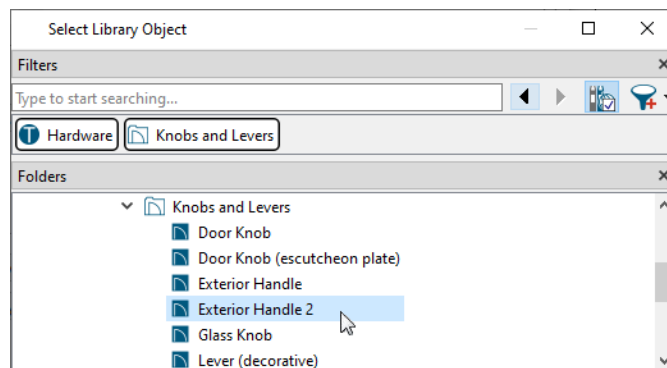 Select Library Object
Filters
Type to start searching...
T Hardware Knobs and Levers
Folders
Knobs and Levers
Door Knob
Door Knob (escutcheon plate)
Exterior Handle
Exterior Handle 2
Glass Knob
Lever (decorative)